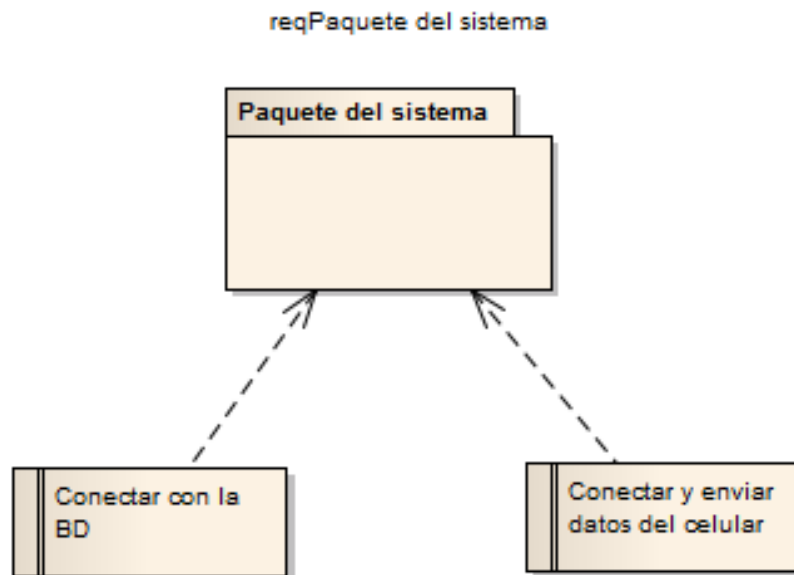 reqPaquete del sistema
Paquete del sistema
Conectar con la
BD
Conectar y enviar
datos del celular